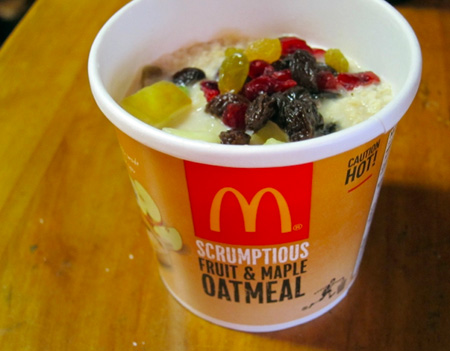 CAUTION
HOT!
M®
SCRUMPTIOUS
FRUIT & MAPLE
OATMEAL